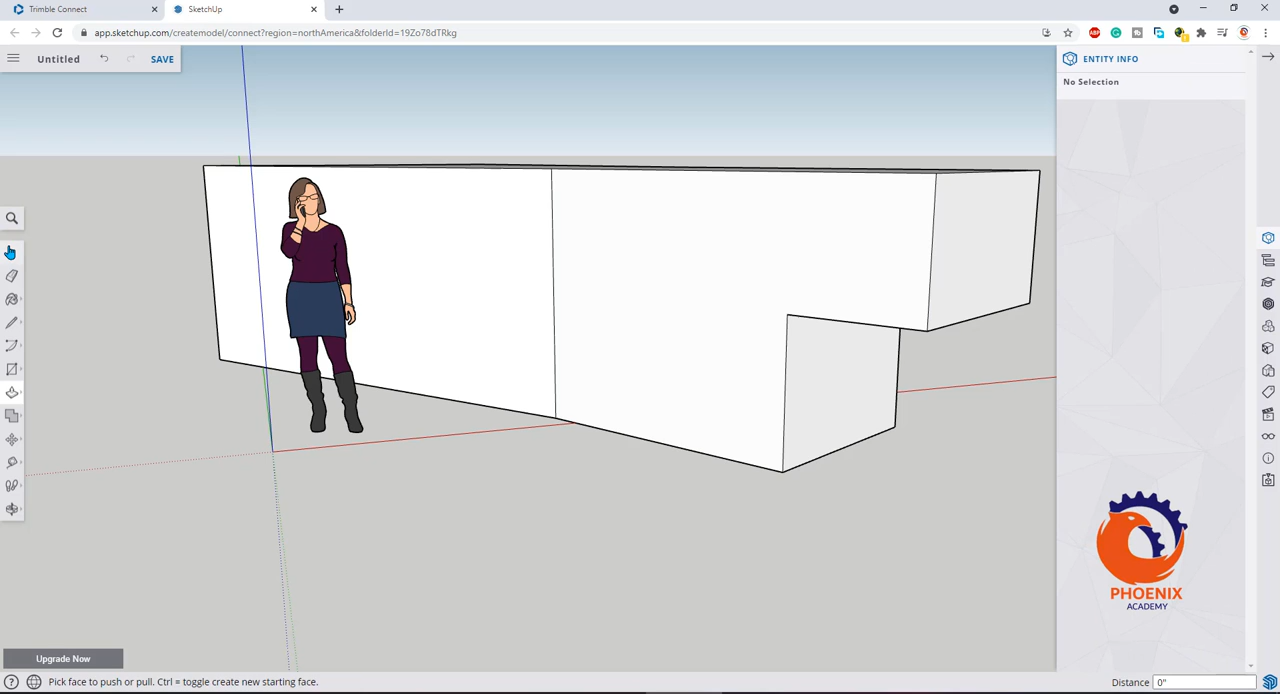 Trimble Connect
SketchUp
app.sketchup.com/createmodel/connect?region=northAmerica&folderId=19Zo78dTRkg
ABP
Untitled
SAVE
ENTITY INFO
No Selection
PHOENIX
ACADEMY
Upgrade Now
Pick face to push or pull. Ctrl = toggle create new starting face.
Distance 0"